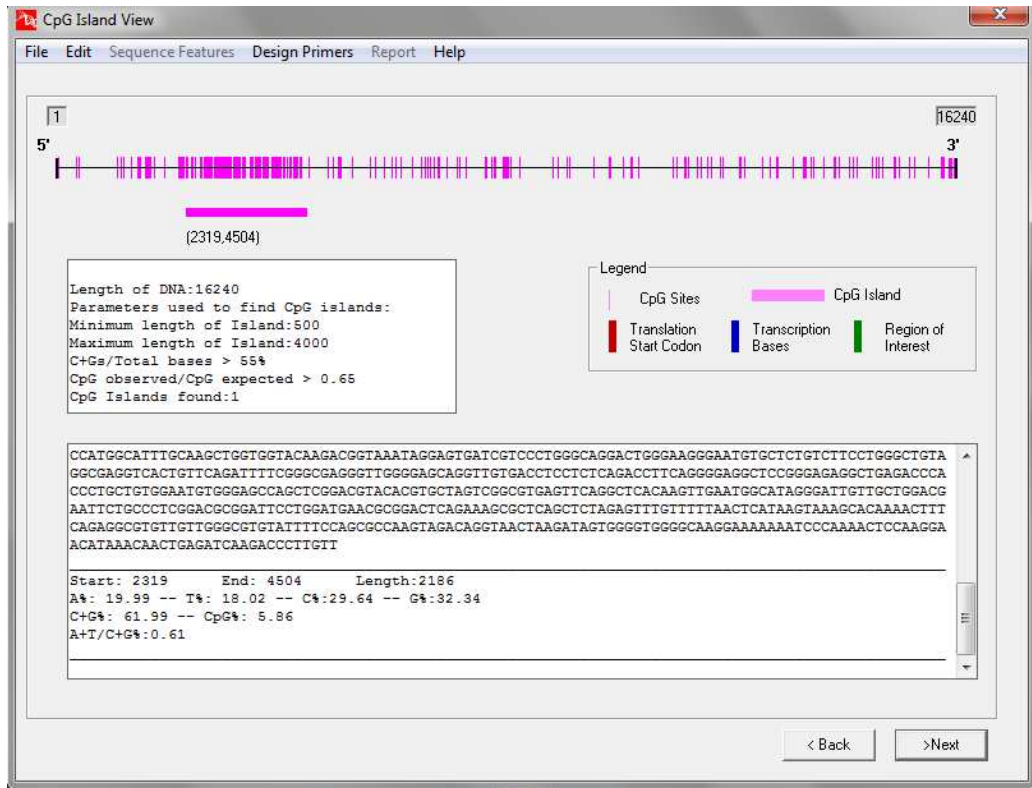 CpG Island View
File Edit Sequence Features Design Primers Report Help
1 16240
5' 3'
(2319,4504)
Length of DNA:16240
Parameters used to find CpG islands:
Minimum length of Island:500
Maximum length of Island:4000
C+Gs/Total bases > 55%
CpG observed/CpG expected > 0.65
CpG Islands found:1
Legend
CpG Sites CpG Island
Translation Start Codon Transcription Bases Region of Interest
CCATGGCATTTGCAAGCTGGTGGTACAAGACGGTAAATAGGAGTGATCGTCCCTGGGCAGGACTGGGAAGGGAATGTGCTCTGTCTTCCTGGGCTGTA
GGCGAGGTCACTGTTCAGATTTTCGGGCGAGGGTTGGGGAGCAGGTTGTGACCTCCTCTCAGACCTTCAGGGGAGGCTCCGGGAGAGGCTGAGACCCA
CCCTGCTGTGGAATGTGGGAGCCAGCTCGGACGTACACGTGCTAGTCGGCGTGAGTTCAGGCTCACAAGTTGAATGGCATAGGGATTGTTGCTGGACG
AATTCTGCCCTCGGACGCGGATTCCTGGATGAACGCGGACTCAGAAAGCGCTCAGCTCTAGAGTTTGTTTTTAACTCATAAGTAAAGCACAAAACTTT
CAGAGGCGTGTTGTTGGGCGTGTATTTTCCAGCGCCAAGTAGACAGGTAACTAAGATAGTGGGGTGGGGCAAGGAAAAAAATCCCAAAACTCCAAGGA
ACATAAACAACTGAGATCAAGACCCTTGTT
Start: 2319 End: 4504 Length:2186
A%: 19.99 -- T%: 18.02 -- C%:29.64 -- G%:32.34
C+G%: 61.99 -- CpG%: 5.86
A+T/C+G%:0.61
< Back >Next